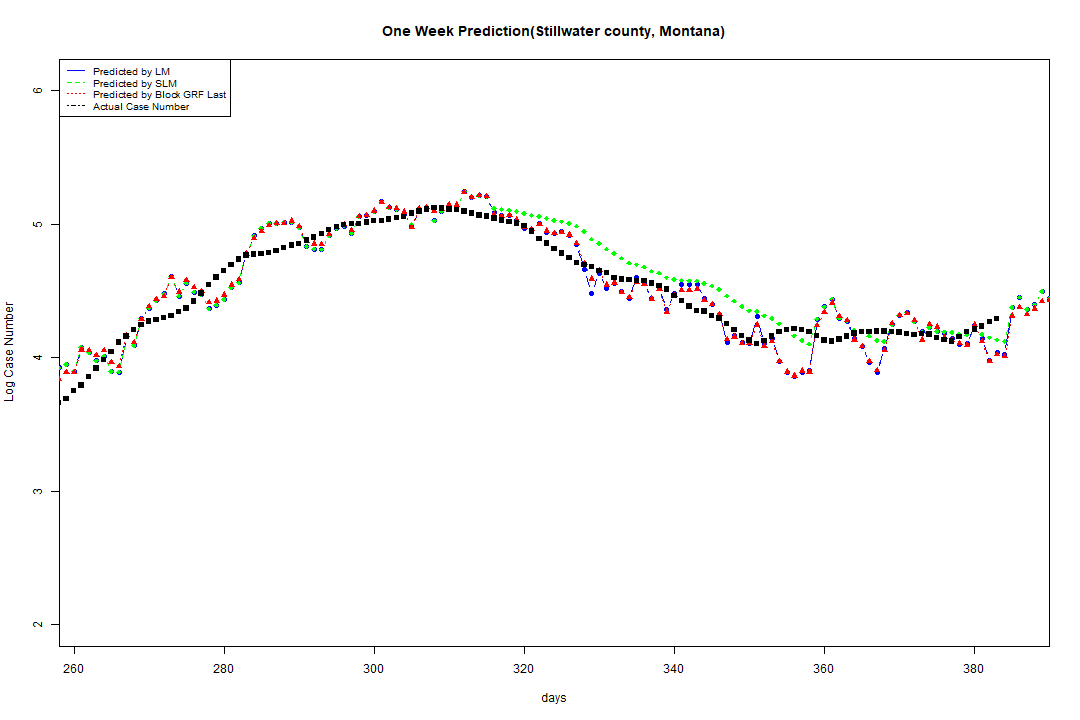 One Week Prediction(Stillwater county, Montana)
Predicted by LM
Predicted by SLM
Predicted by Block GRF Last
Actual Case Number
6
5
4
3
2
Log Case Number
260 280 300 320 340 360 380
days